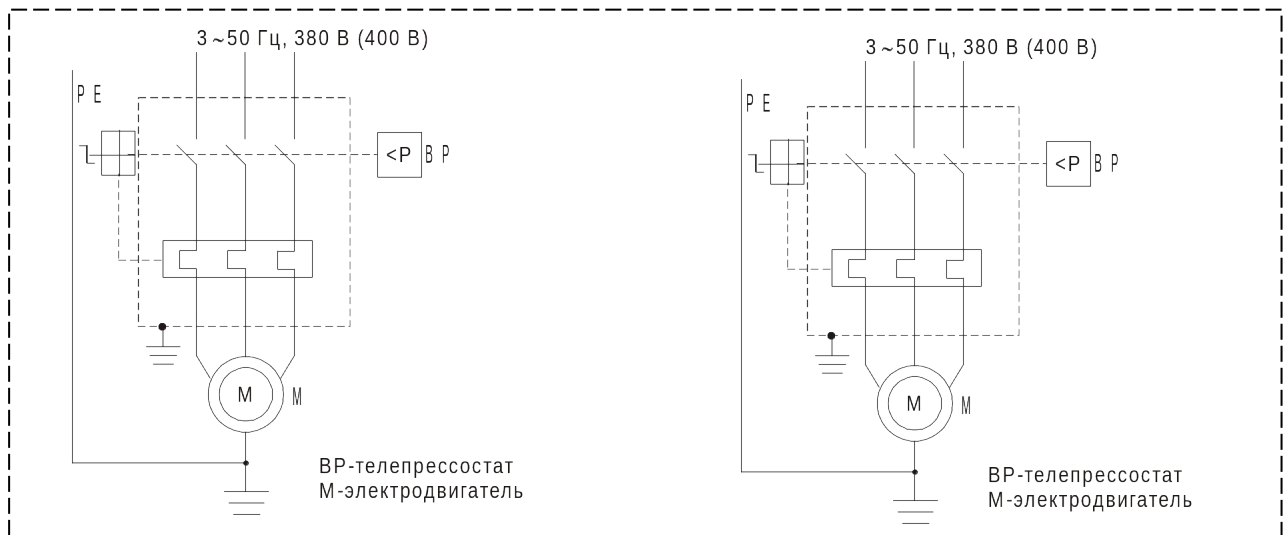 3 ~50 Гц, 380 В (400 В)
P E
<P
B P
M
M
ВР-телепрессостат
М-электродвигатель
3 ~50 Гц, 380 В (400 В)
P E
<P
B P
M
M
ВР-телепрессостат
М-электродвигатель